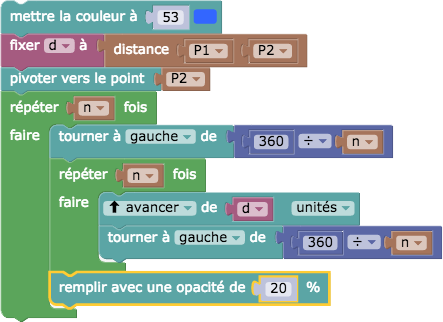 mettre la couleur à 53
fixer d à distance P1 P2
pivoter vers le point P2
répéter n fois
faire tourner à gauche de 360 ÷ n
répéter n fois
faire avancer de d unités
tourner à gauche de 360 ÷ n
remplir avec une opacité de 20 %